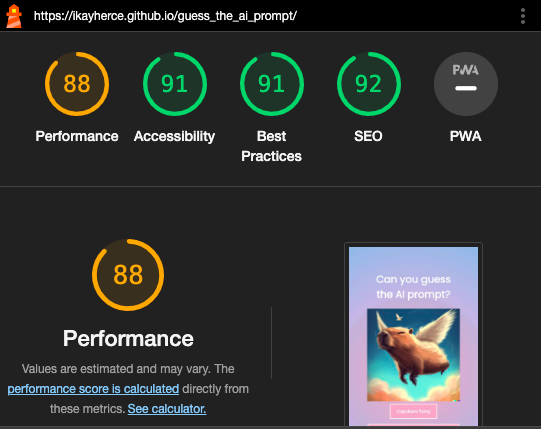 https://ikayherce.github.io/guess_the_ai_prompt/
88
91
91
92
PWA
Performance
Accessibility
Best
Practices
SEO
PWA
88
Performance
Values are estimated and may vary. The
performance score is calculated directly from
these metrics. See calculator.
Can you guess
the AI prompt?
Capybara flying